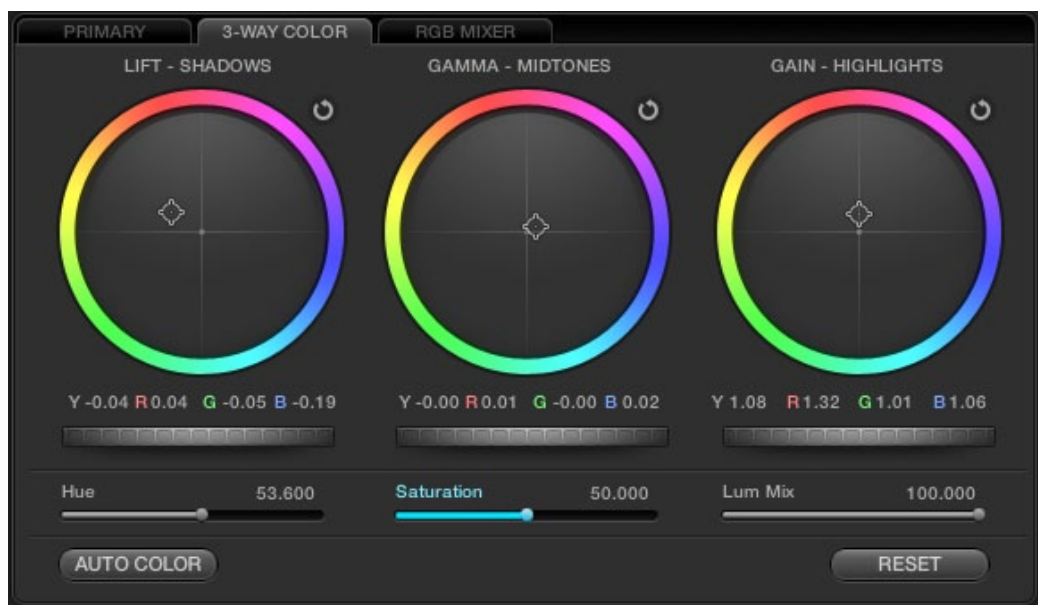 PRIMARY 3-WAY COLOR RGB MIXER
LIFT - SHADOWS GAMMA - MIDTONES GAIN - HIGHLIGHTS
Y -0.04 R 0.04 G -0.05 B -0.19 Y -0.00 R 0.01 G -0.00 B 0.02 Y 1.08 R 1.32 G 1.01 B 1.06
Hue 53.600 Saturation 50.000 Lum Mix 100.000
AUTO COLOR RESET